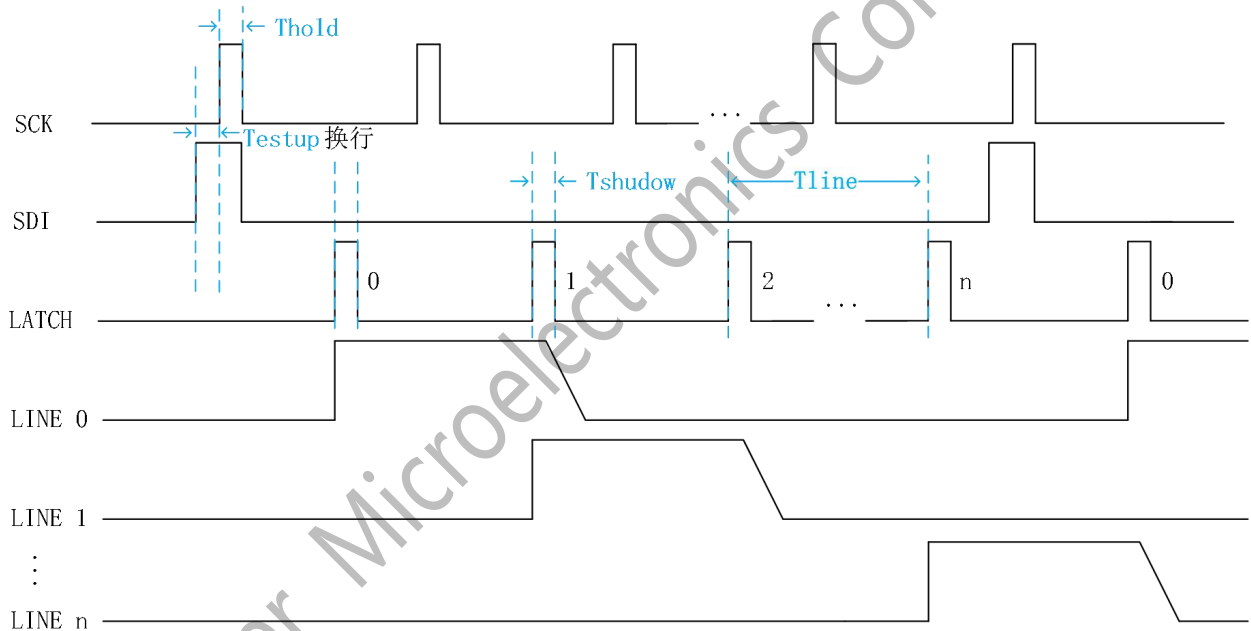 Thold
SCK
...
Testup 换行
Tshudow
Tline
SDI
0
1
2
n
0
...
LATCH
LINE 0
LINE 1
⋮
LINE n
Microelectronics